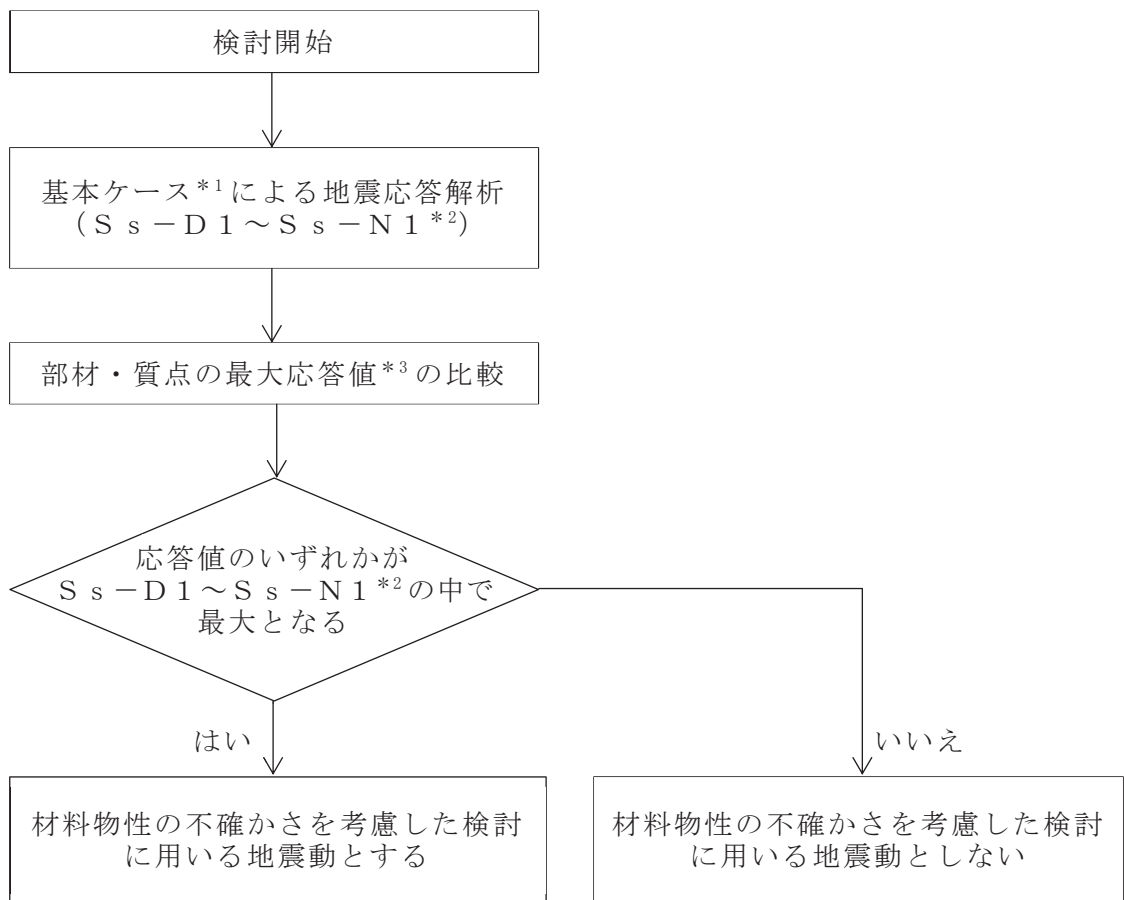 検討開始
基本ケース*1による地震応答解析
(Ss-D1~Ss-N1*2)
部材・質点の最大応答値*3の比較
応答値のいずれかが
Ss-D1~Ss-N1*2の中で
最大となる
はい
いいえ
材料物性の不確かさを考慮した検討
に用いる地震動とする
材料物性の不確かさを考慮した検討
に用いる地震動としない